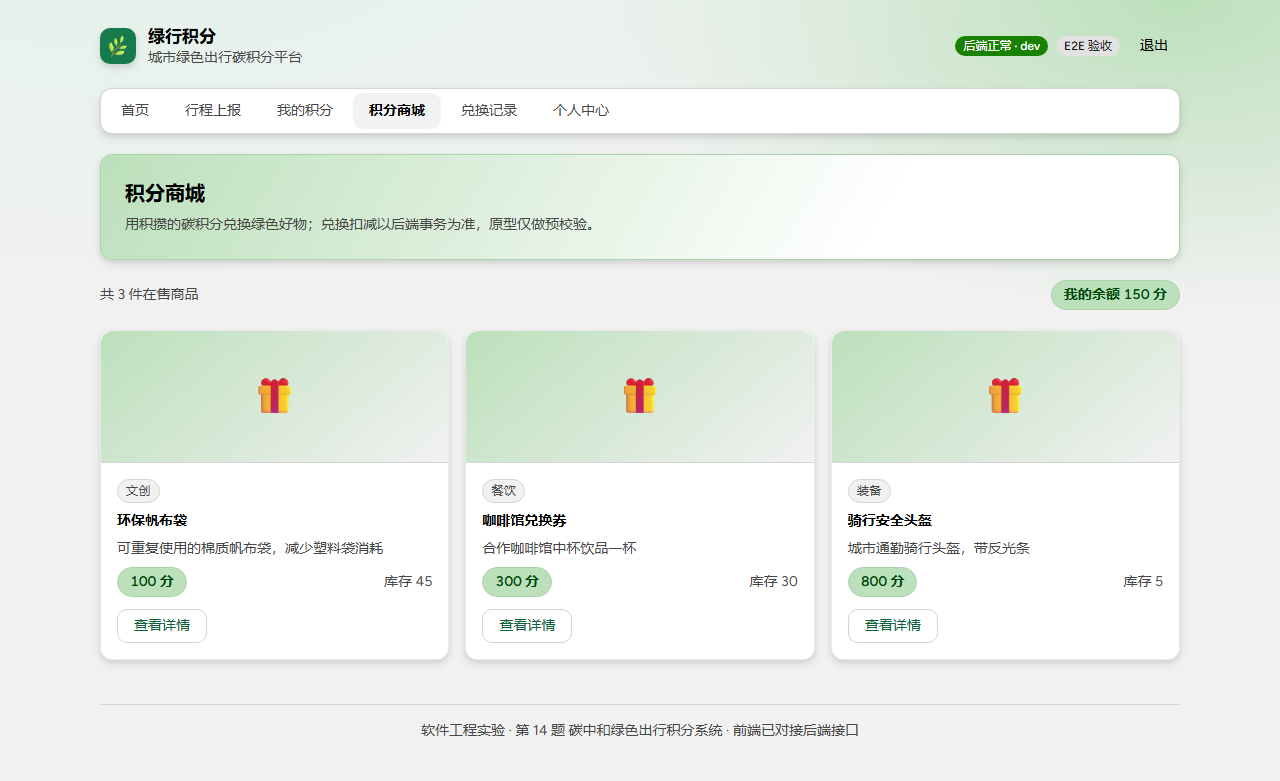 绿行积分
城市绿色出行碳积分平台
后端正常 · dev
E2E 验收
退出
首页 行程上报 我的积分 积分商城 兑换记录 个人中心
积分商城
用积攒的碳积分兑换绿色好物；兑换扣减以后端事务为准，原型仅做预校验。
共 3 件在售商品
我的余额 150 分
文创
环保帆布袋
可重复使用的棉质帆布袋，减少塑料袋消耗
100 分 库存 45
查看详情
餐饮
咖啡馆兑换券
合作咖啡馆中杯饮品一杯
300 分 库存 30
查看详情
装备
骑行安全头盔
城市通勤骑行头盔，带反光条
800 分 库存 5
查看详情
软件工程实验 · 第 14 题 碳中和绿色出行积分系统 · 前端已对接后端接口